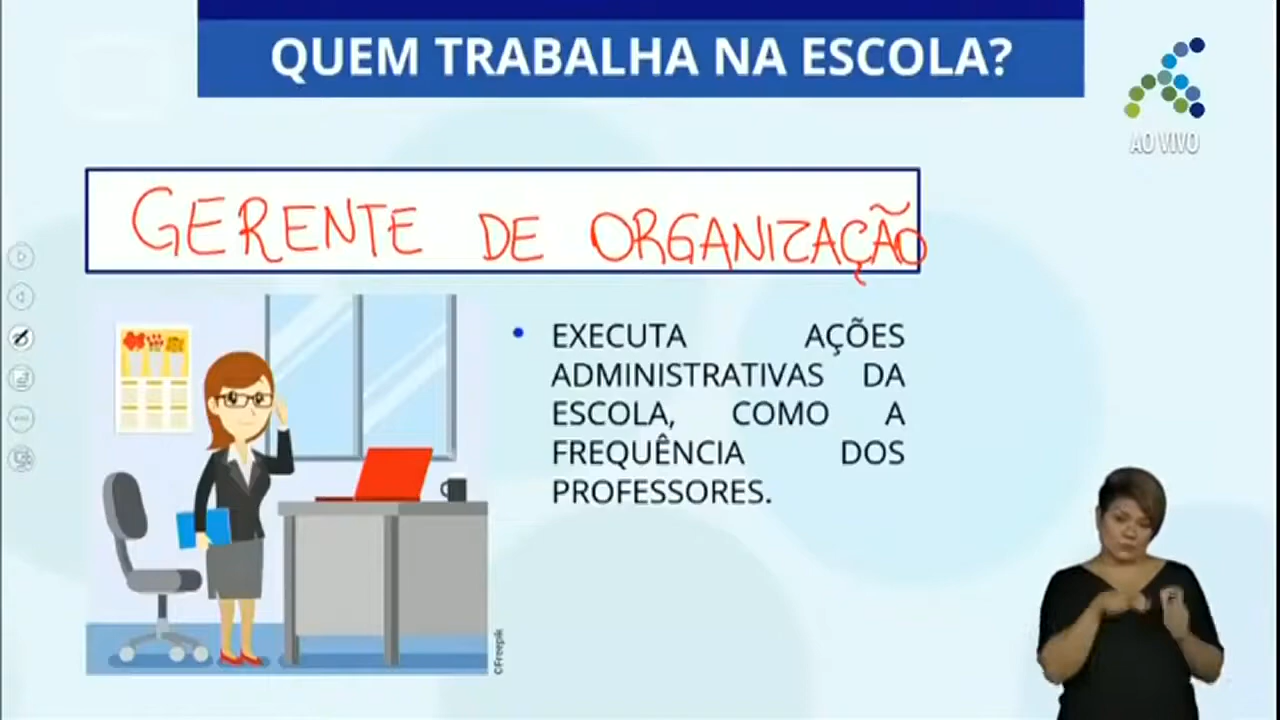 QUEM TRABALHA NA ESCOLA?
AO VIVO
GERENTE DE ORGANIZAÇÃO
EXECUTA AÇÕES
ADMINISTRATIVAS DA
ESCOLA, COMO A
FREQUÊNCIA DOS
PROFESSORES.
©Freepik